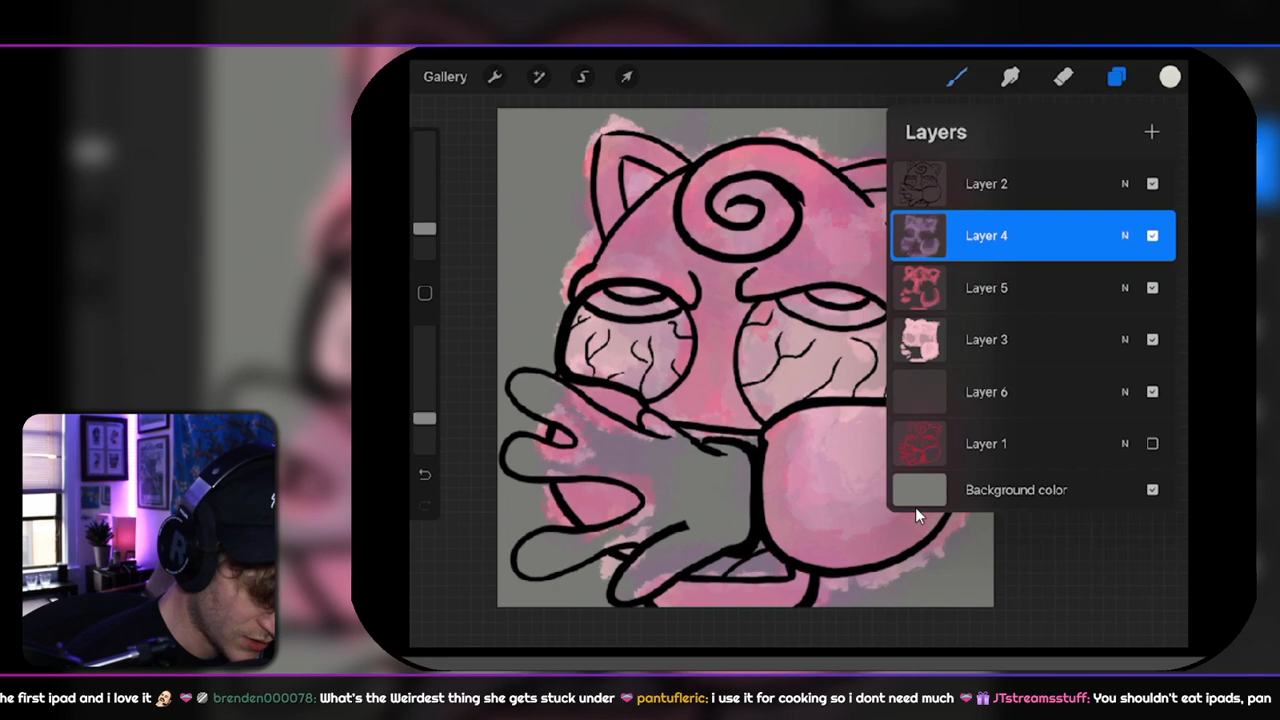 Gallery
Layers
Layer 2 N
Layer 4 N
Layer 5 N
Layer 3 N
Layer 6 N
Layer 1 N
Background color
he first ipad and i love it brenden000078: What's the Weirdest thing she gets stuck under pantufleric: i use it for cooking so i dont need much JTstreamsstuff: You shouldn't eat ipads, pan